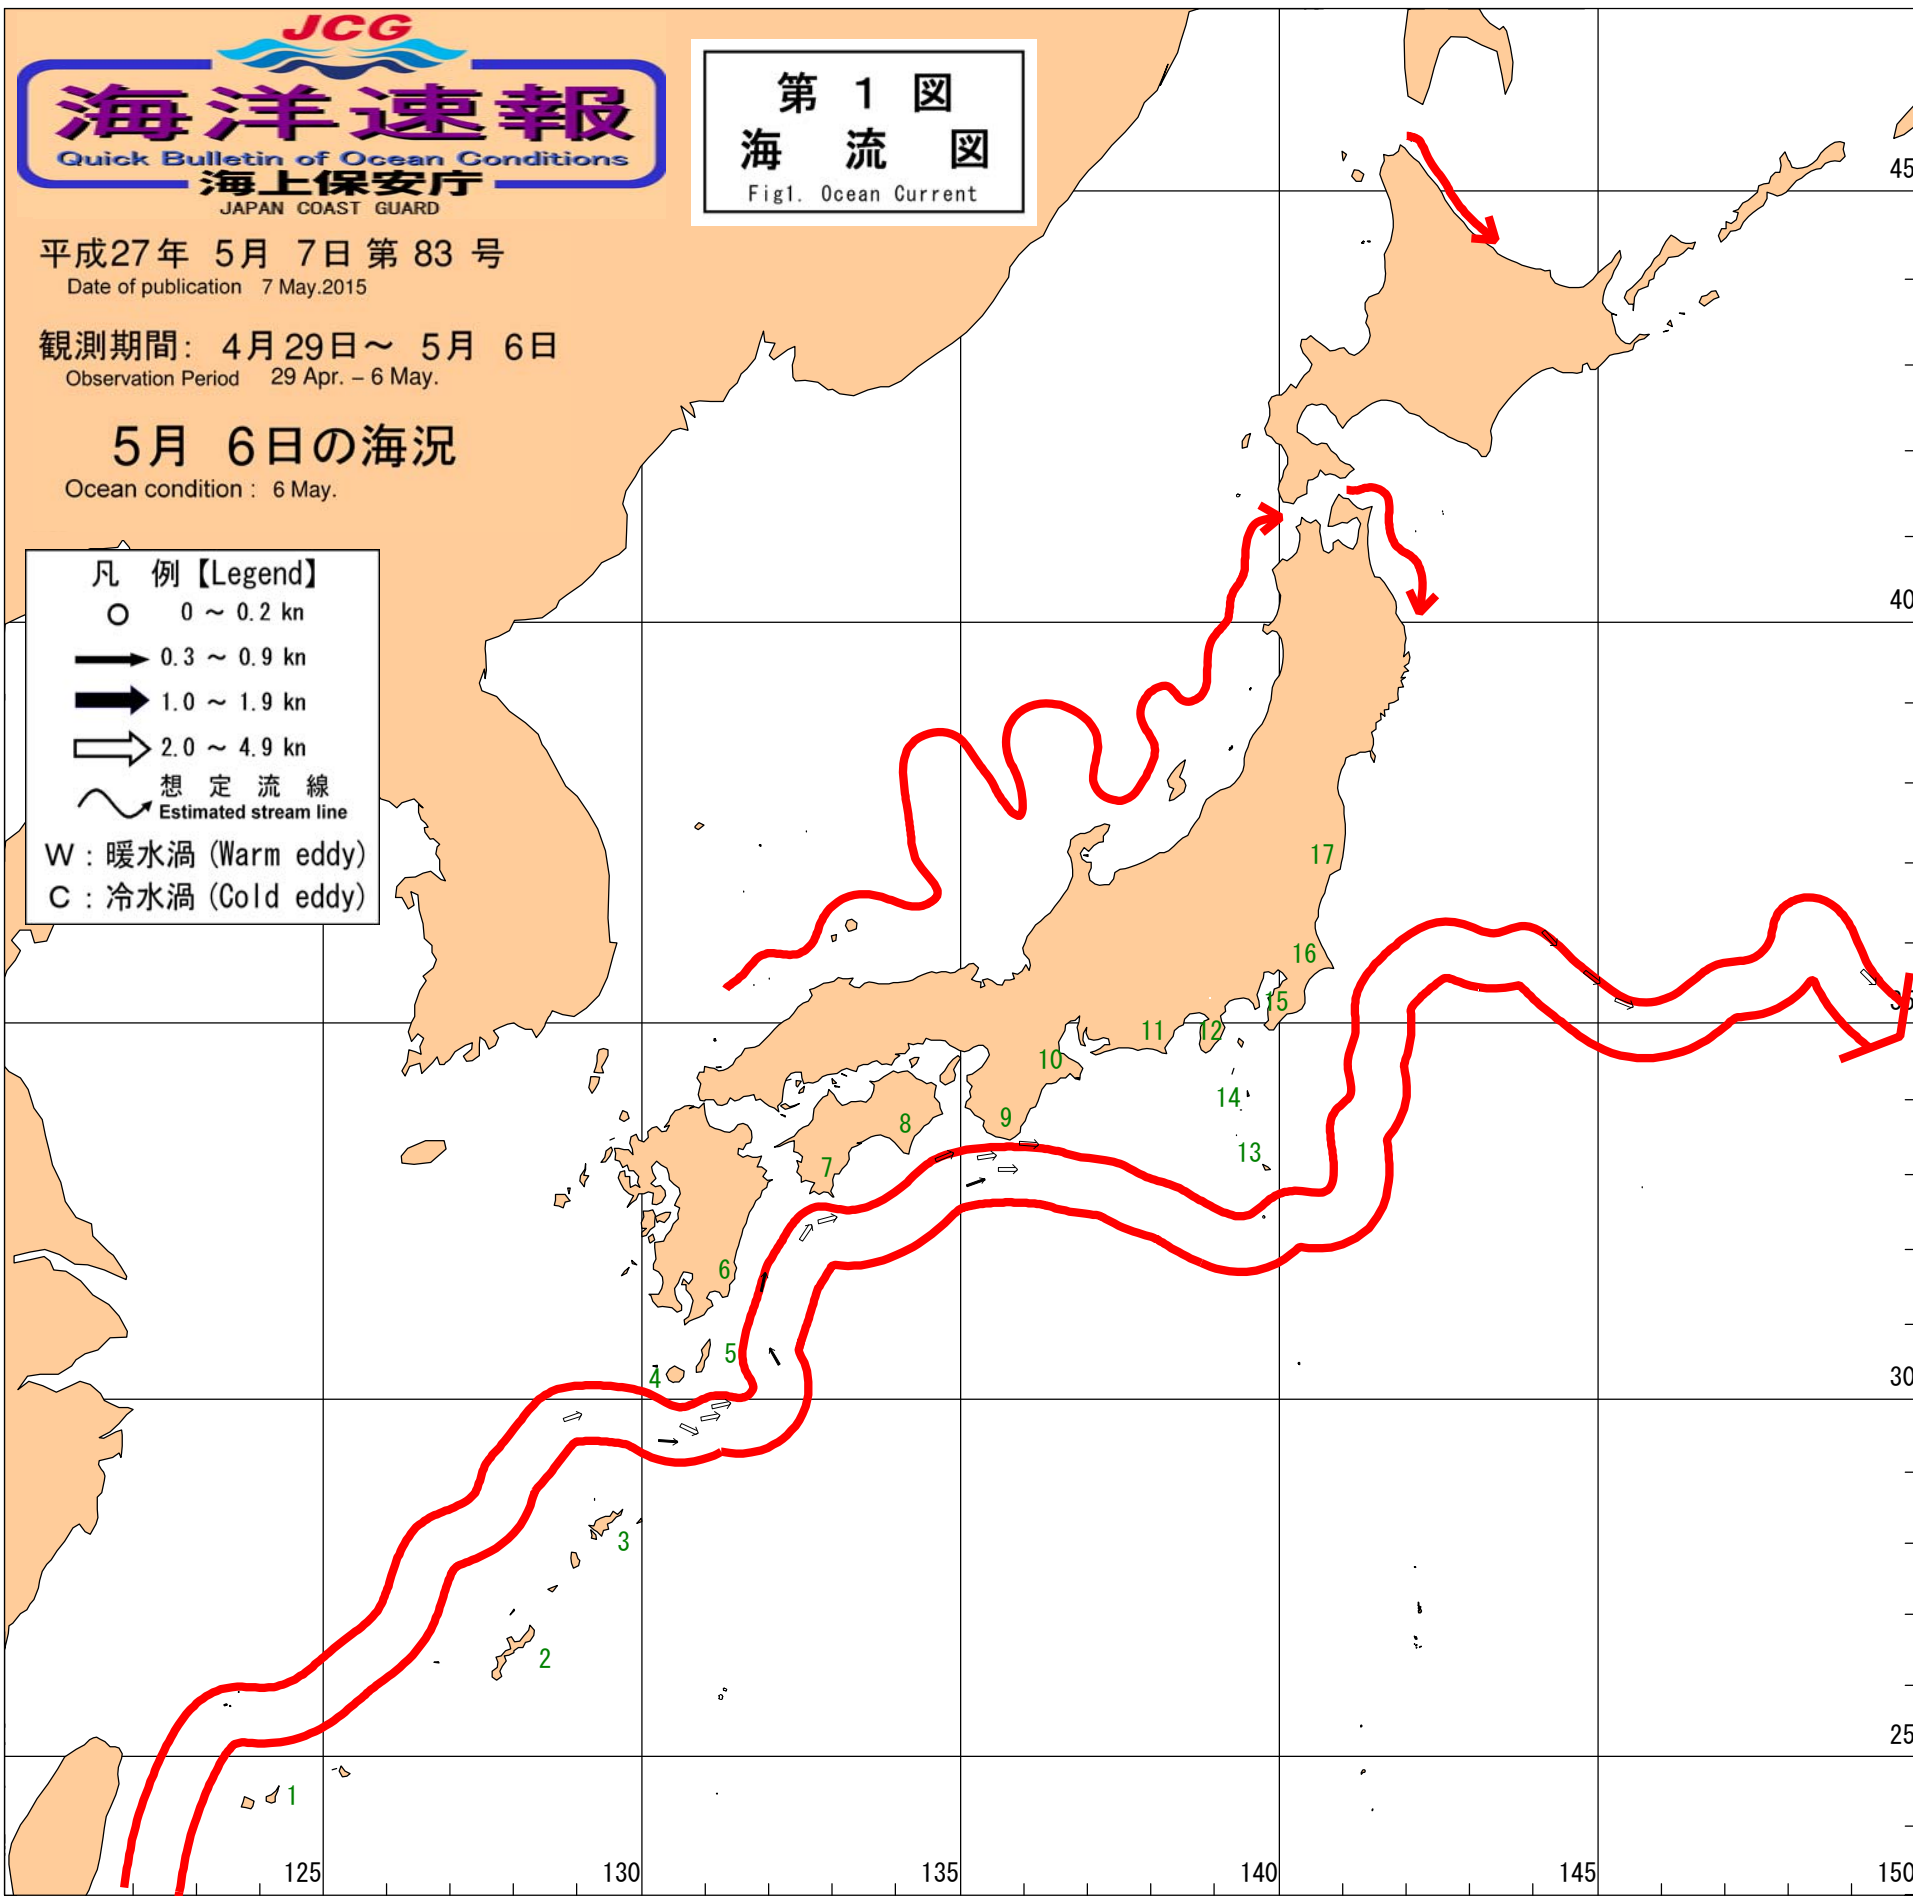 JCG
海洋速報
Quick Bulletin of Ocean Conditions
海上保安庁
JAPAN COAST GUARD
平成27年 5月 7日 第 83 号
Date of publication 7 May.2015
観測期間: 4月29日～ 5月 6日
Observation Period 29 Apr. – 6 May.
5月 6日の海況
Ocean condition : 6 May.
第 1 図
海 流 図
Fig1. Ocean Current
凡 例【Legend】
0 ～ 0.2 kn
0.3 ～ 0.9 kn
1.0 ～ 1.9 kn
2.0 ～ 4.9 kn
想 定 流 線
Estimated stream line
W : 暖水渦 (Warm eddy)
C : 冷水渦 (Cold eddy)
45
40
17
16
15
35
11
12
10
14
9
8
13
7
6
5
4
30
3
2
25
1
125
130
135
140
145
150